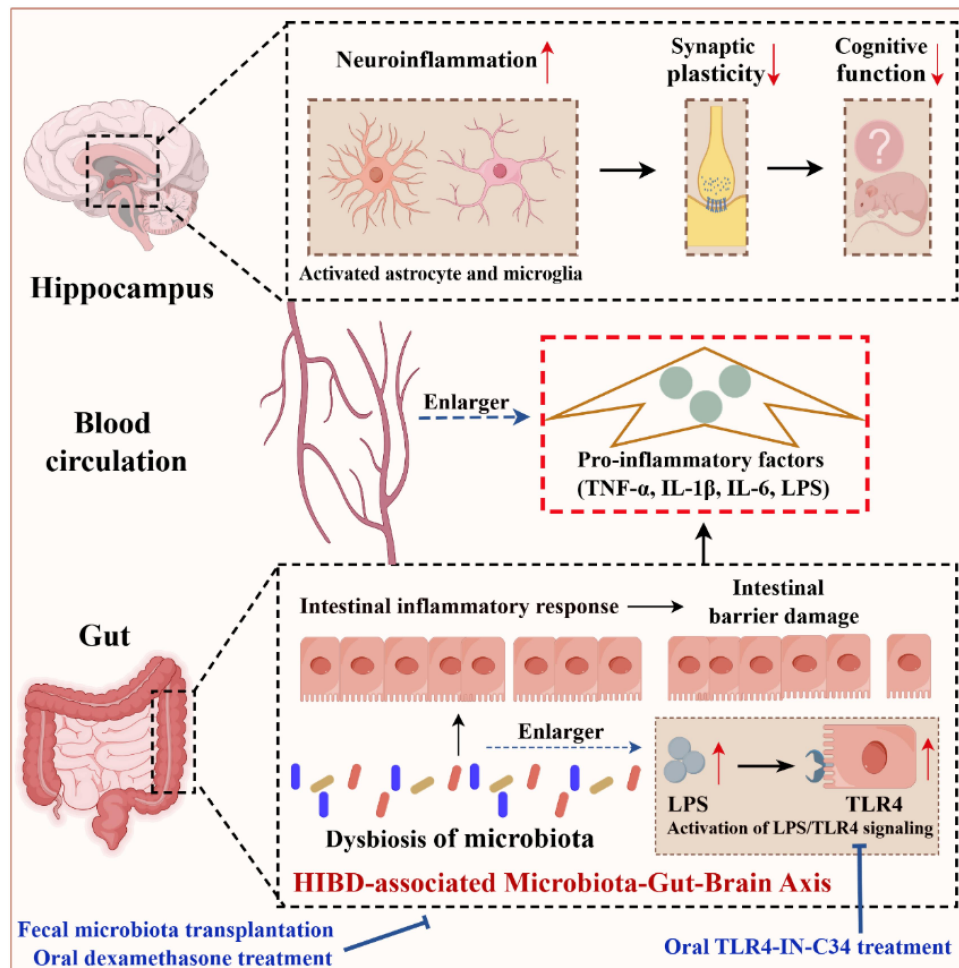 Neuroinflammation
Synaptic
plasticity
Cognitive
function
?
Activated astrocyte and microglia
Hippocampus
Blood
circulation
Enlarger
Pro-inflammatory factors
(TNF-α, IL-1β, IL-6, LPS)
Gut
Intestinal inflammatory response
Intestinal
barrier damage
Enlarger
LPS
TLR4
Activation of LPS/TLR4 signaling
Dysbiosis of microbiota
HIBD-associated Microbiota-Gut-Brain Axis
Fecal microbiota transplantation
Oral dexamethasone treatment
Oral TLR4-IN-C34 treatment